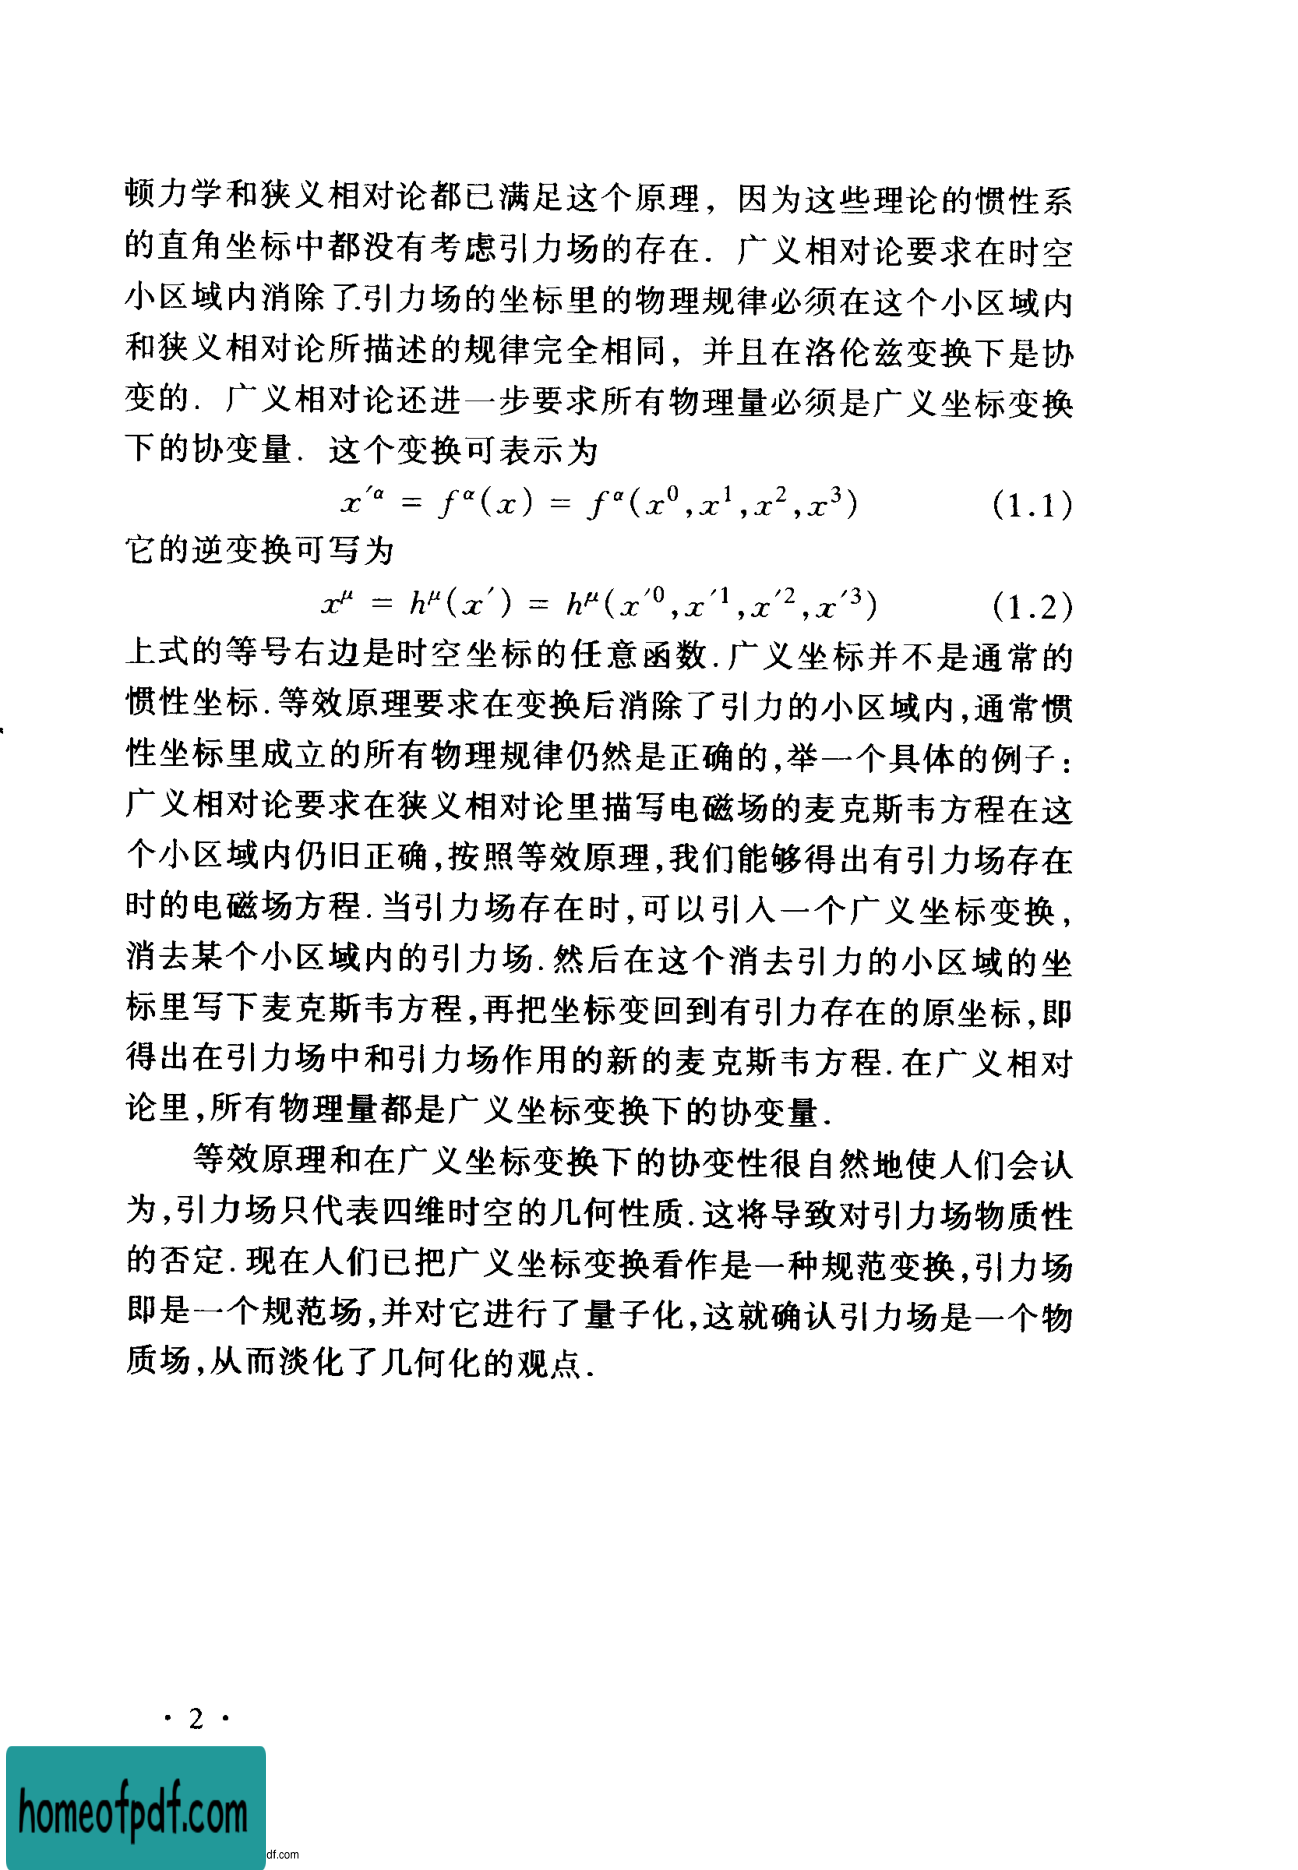 顿力学和狭义相对论都已满足这个原理，因为这些理论的惯性系
的直角坐标中都没有考虑引力场的存在．广义相对论要求在时空
小区域内消除了引力场的坐标里的物理规律必须在这个小区域内
和狭义相对论所描述的规律完全相同，并且在洛伦兹变换下是协
变的．广义相对论还进一步要求所有物理量必须是广义坐标变换
下的协变量．这个变换可表示为
x′ᵅ = fᵅ(x) = fᵅ(x⁰,x¹,x²,x³) (1.1)
它的逆变换可写为
x^μ = h^μ(x′) = h^μ(x′⁰,x′¹,x′²,x′³) (1.2)
上式的等号右边是时空坐标的任意函数.广义坐标并不是通常的
惯性坐标.等效原理要求在变换后消除了引力的小区域内,通常惯
性坐标里成立的所有物理规律仍然是正确的,举一个具体的例子:
广义相对论要求在狭义相对论里描写电磁场的麦克斯韦方程在这
个小区域内仍旧正确,按照等效原理,我们能够得出有引力场存在
时的电磁场方程.当引力场存在时,可以引入一个广义坐标变换,
消去某个小区域内的引力场.然后在这个消去引力的小区域的坐
标里写下麦克斯韦方程,再把坐标变回到有引力存在的原坐标,即
得出在引力场中和引力场作用的新的麦克斯韦方程.在广义相对
论里,所有物理量都是广义坐标变换下的协变量.
等效原理和在广义坐标变换下的协变性很自然地使人们会认
为,引力场只代表四维时空的几何性质.这将导致对引力场物质性
的否定.现在人们已把广义坐标变换看作是一种规范变换,引力场
即是一个规范场,并对它进行了量子化,这就确认引力场是一个物
质场,从而淡化了几何化的观点.
· 2 ·
homeofpdf.com
df.com